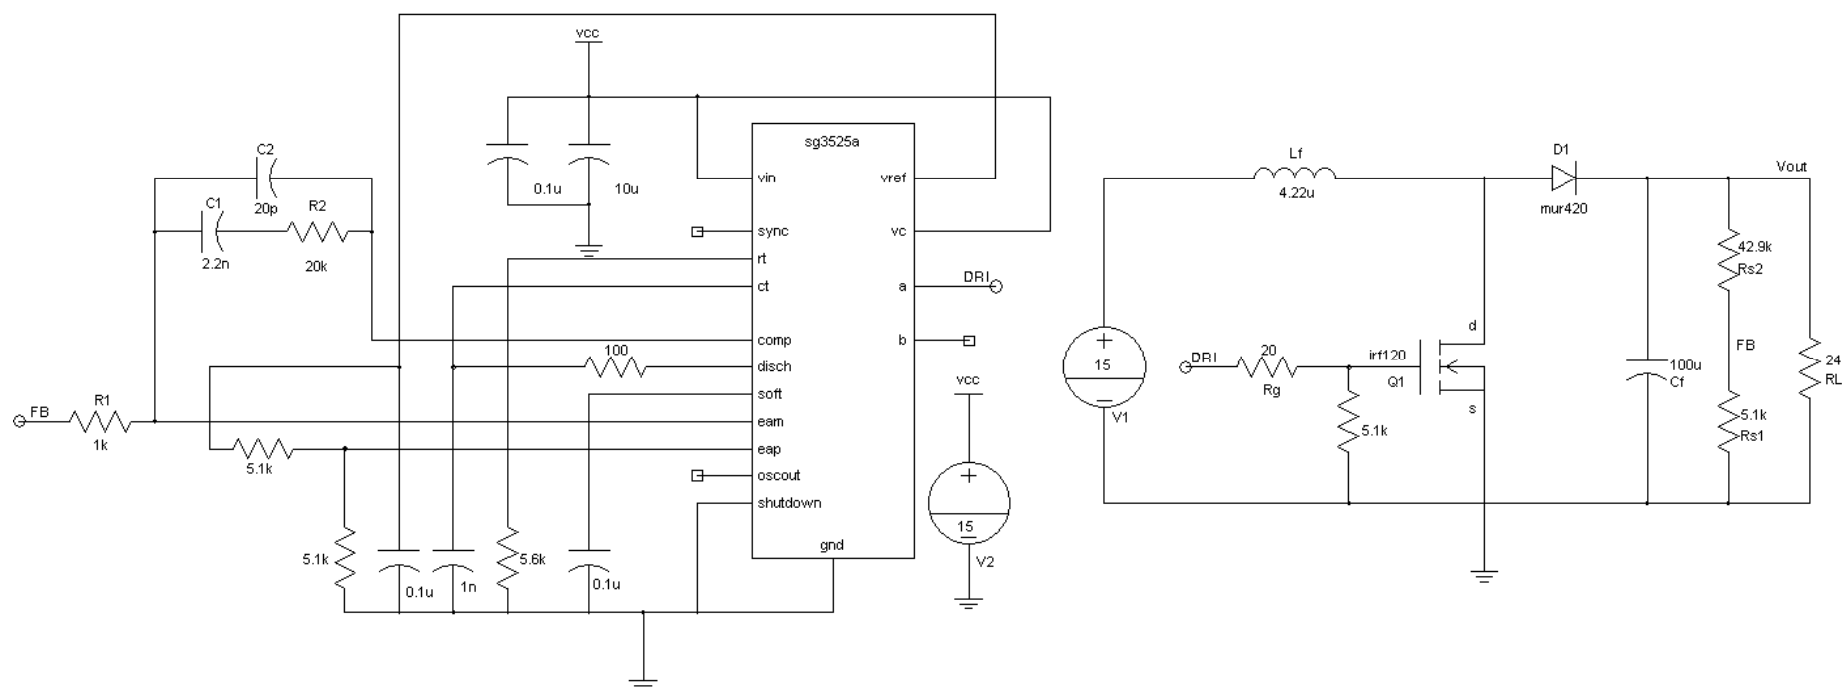 vcc
sg3525a
0.1u
10u
vin
sync
rt
ct
comp
disch
soft
eam
eap
oscout
shutdown
gnd
vref
vc
a
b
DRI
C2
20p
C1
2.2n
R2
20k
100
FB
R1
1k
5.1k
5.1k
0.1u
1n
5.6k
0.1u
vcc
15
V2
Lf
4.22u
D1
mur420
Vout
15
V1
DRI
20
Rg
5.1k
irf120
Q1
d
s
100u
Cf
42.9k
Rs2
FB
5.1k
Rs1
24
RL